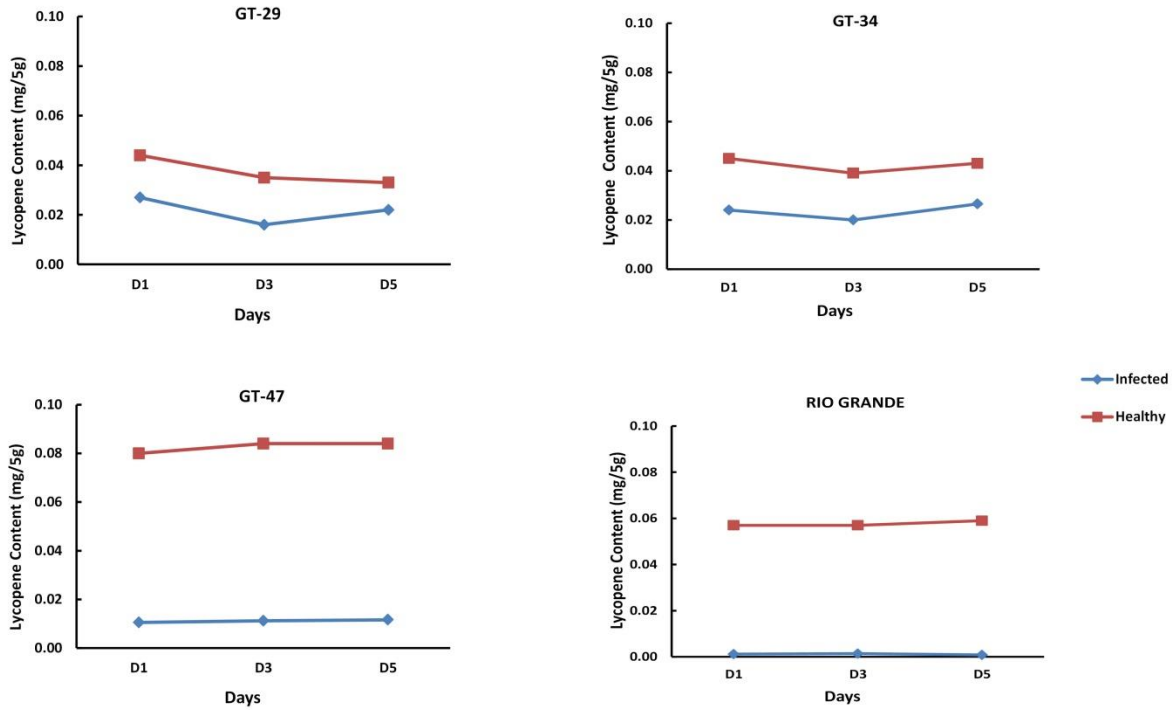 GT-29
Lycopene Content (mg/5g)
0.10
0.08
0.06
0.04
0.02
0.00
D1 D3 D5
Days
GT-34
Lycopene Content (mg/5g)
0.10
0.08
0.06
0.04
0.02
0.00
D1 D3 D5
Days
GT-47
Lycopene Content (mg/5g)
0.10
0.08
0.06
0.04
0.02
0.00
D1 D3 D5
Days
RIO GRANDE
Lycopene Content (mg/5g)
0.10
0.08
0.06
0.04
0.02
0.00
D1 D3 D5
Days
Infected
Healthy